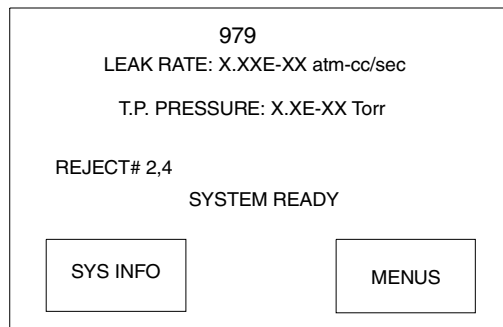 979
LEAK RATE: X.XXE-XX atm-cc/sec
T.P. PRESSURE: X.XE-XX Torr
REJECT# 2,4
SYSTEM READY
SYS INFO
MENUS